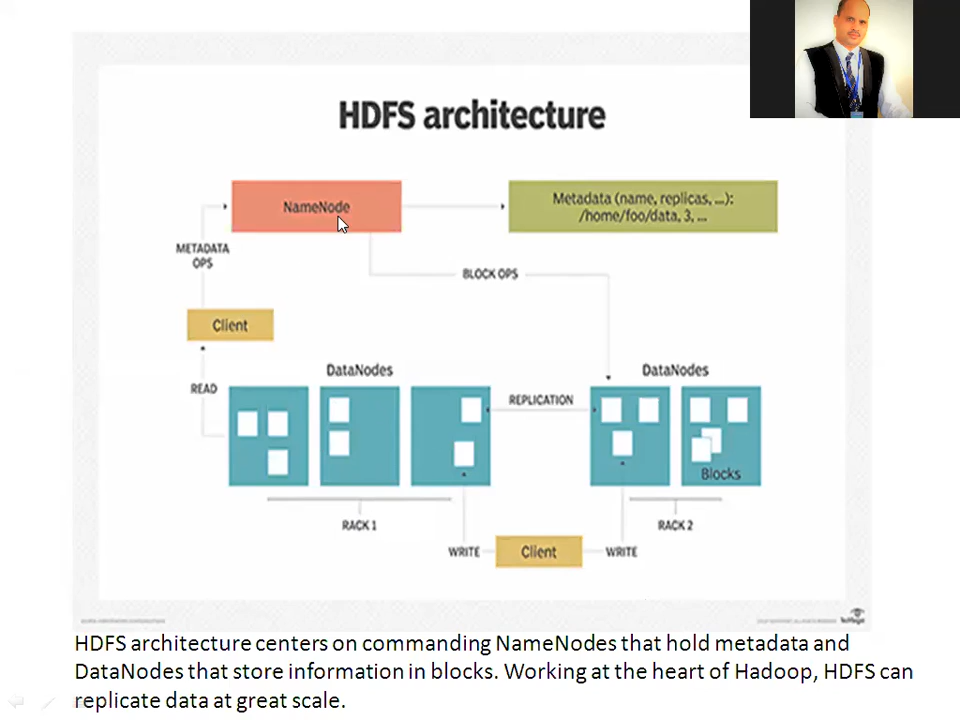 HDFS architecture
NameNode
Metadata (name, replicas, ...):
/home/foo/data, 3, ...
METADATA
OPS
BLOCK OPS
Client
DataNodes
DataNodes
READ
REPLICATION
Blocks
RACK 1
RACK 2
WRITE
Client
WRITE
TechTarget
HDFS architecture centers on commanding NameNodes that hold metadata and
DataNodes that store information in blocks. Working at the heart of Hadoop, HDFS can
replicate data at great scale.